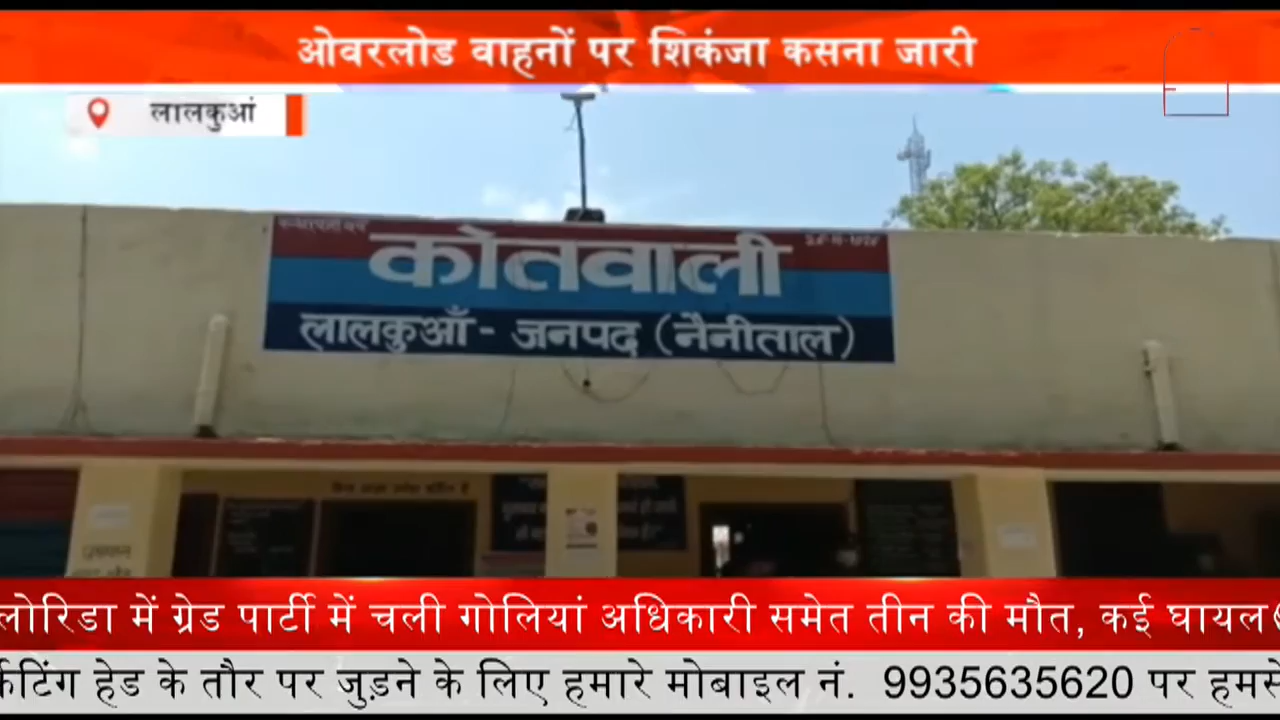 ओवरलोड वाहनों पर शिकंजा कसना जारी
लालकुआं
कोतवाली
लालकुआँ - जनपद (नैनीताल)
लोरिडा में ग्रेड पार्टी में चली गोलियां अधिकारी समेत तीन की मौत, कई घायल
र्केटिंग हेड के तौर पर जुड़ने के लिए हमारे मोबाइल नं. 9935635620 पर हमसे